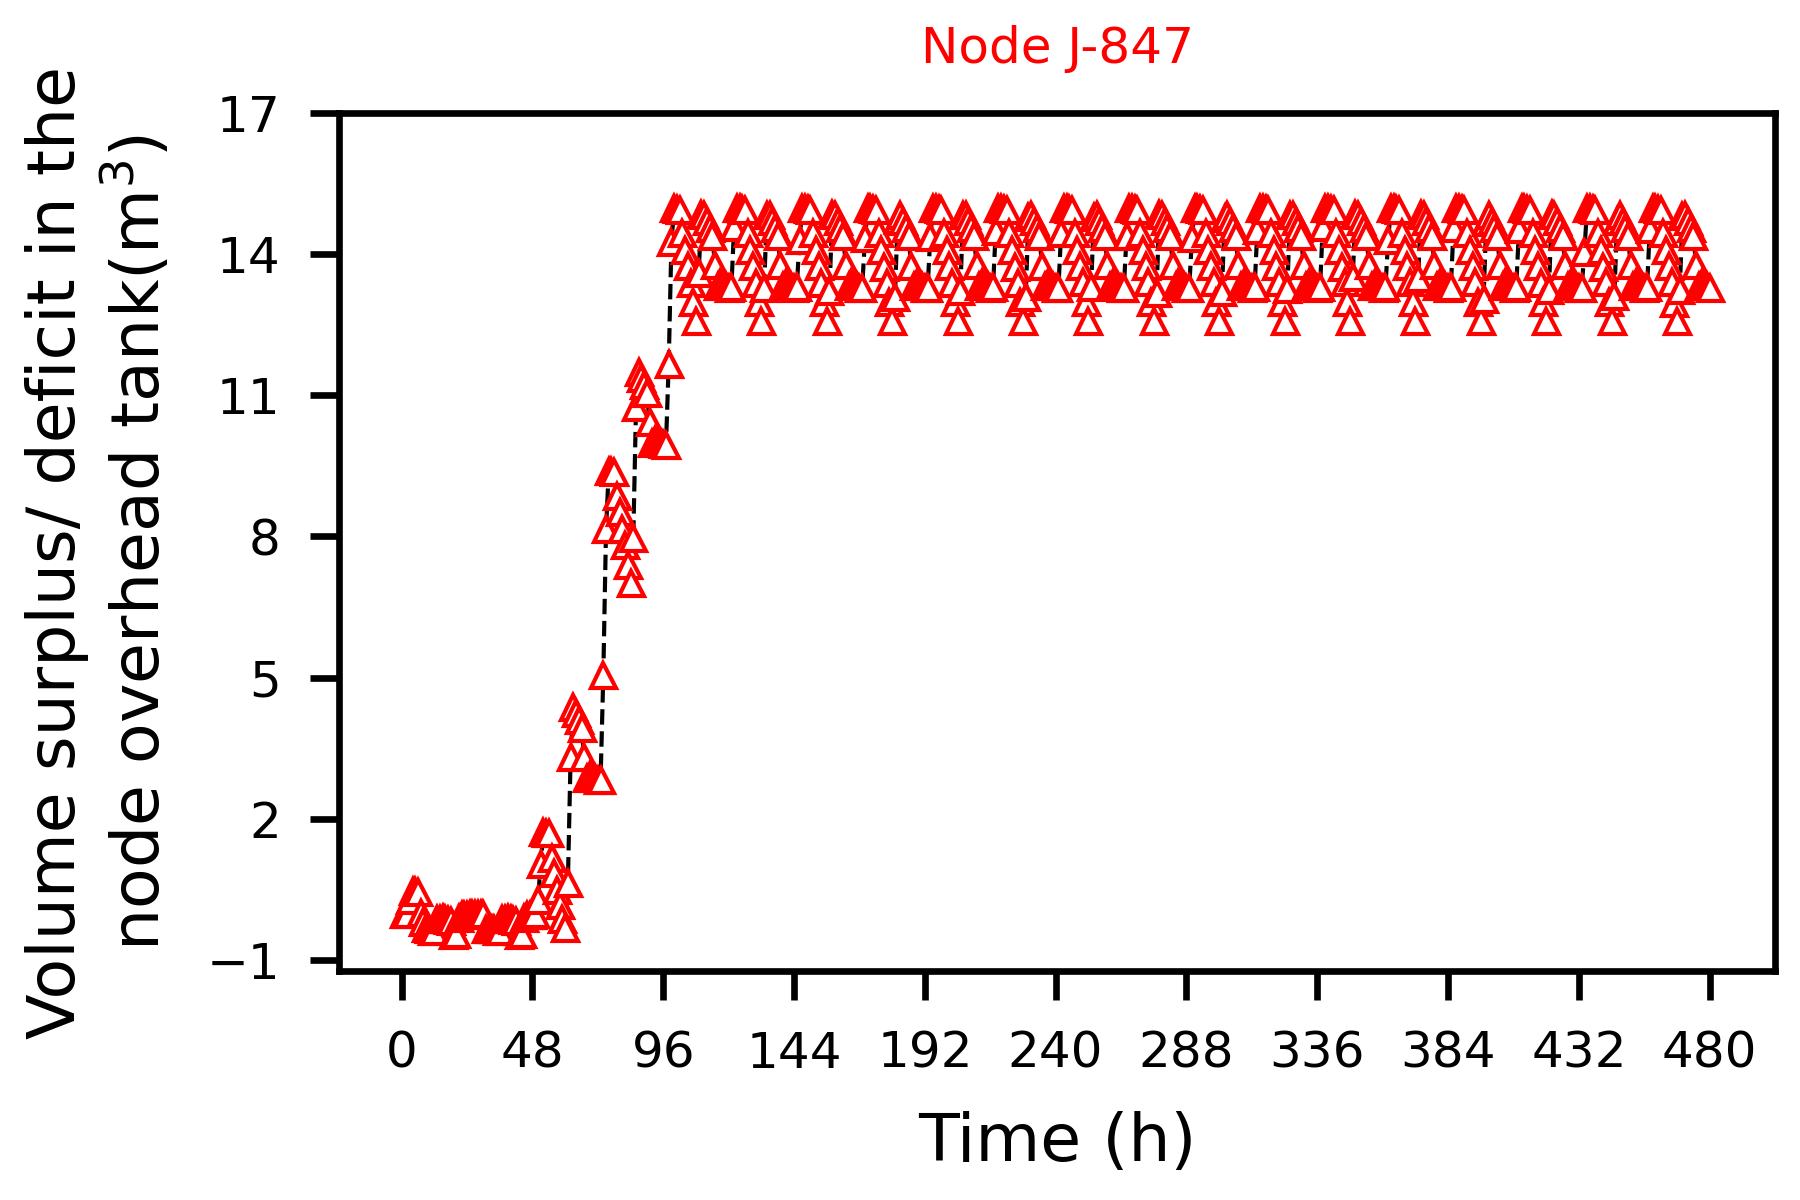 Node J-847
Volume surplus/ deficit in the
node overhead tank(m³)
17
14
11
8
5
2
−1
0 48 96 144 192 240 288 336 384 432 480
Time (h)